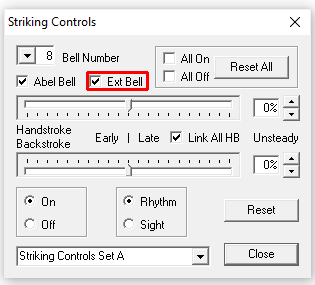 Striking Controls
8 Bell Number
All On
All Off
Reset All
Abel Bell
Ext Bell
0%
Handstroke
Backstroke
Early | Late
Link All HB
Unsteady
0%
On
Off
Rhythm
Sight
Reset
Striking Controls Set A
Close